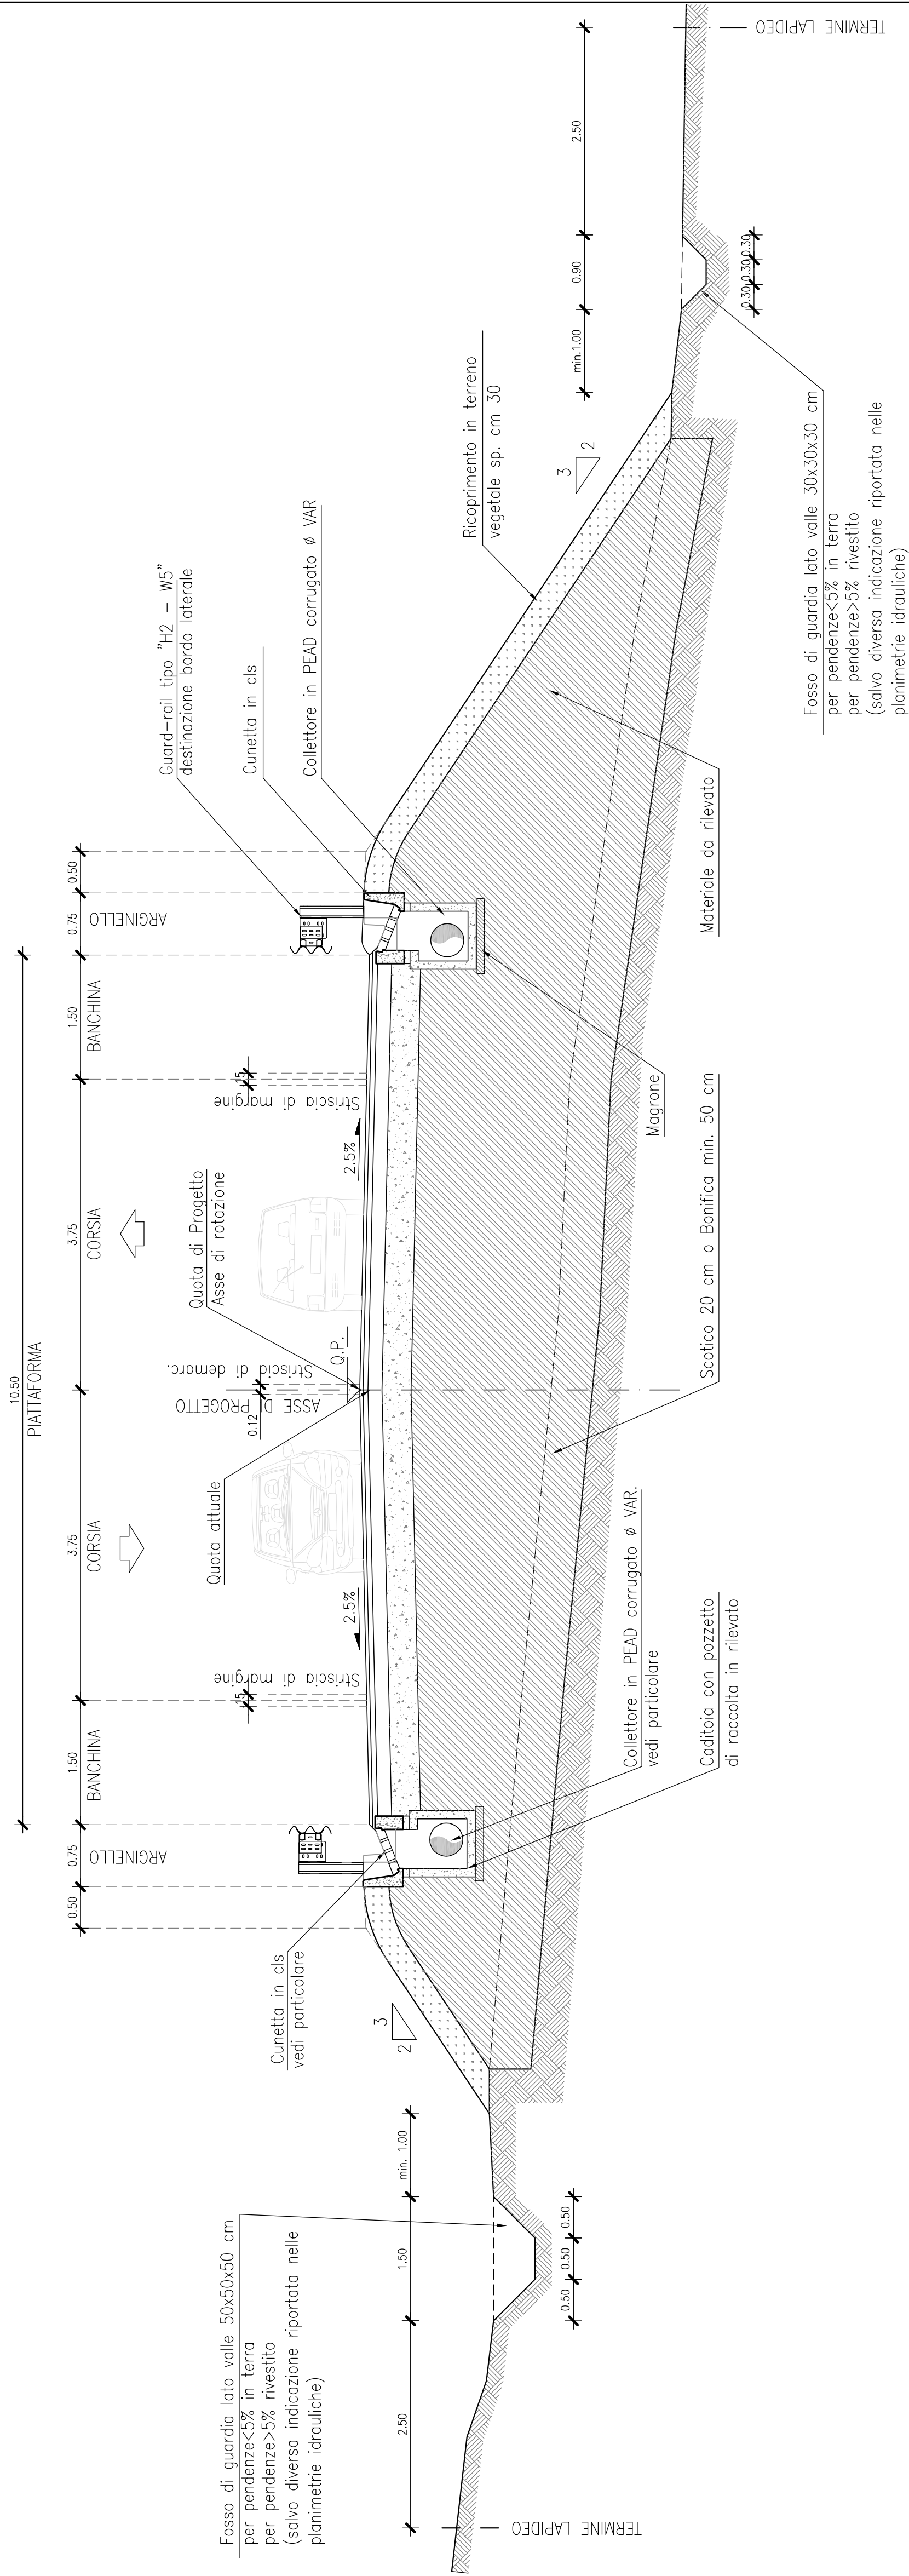 10.50
PIATTAFORMA
0.50
0.75
1.50
3.75
3.75
1.50
0.75
0.50
ARGINELLO
BANCHINA
CORSIA
CORSIA
BANCHINA
ARGINELLO
15
Striscia di margine
0.12
ASSE DI PROGETTO
Striscia di demarc.
15
Striscia di margine
Guard-rail tipo "H2 - W5"
destinazione bordo laterale
Cunetta in cls
Collettore in PEAD corrugato ø VAR
Quota di Progetto
Asse di rotazione
Quota attuale
Q.P.
2.5%
2.5%
Cunetta in cls
vedi particolare
3
2
3
2
Ricoprimento in terreno
vegetale sp. cm 30
Fosso di guardia lato valle 50x50x50 cm
per pendenze<5% in terra
per pendenze>5% rivestito
(salvo diversa indicazione riportata nelle
planimetrie idrauliche)
2.50
1.50
min. 1.00
0.50
0.50
0.50
TERMINE LAPIDEO
min.1.00
0.90
2.50
0.30
0.30
0.30
TERMINE LAPIDEO
Collettore in PEAD corrugato ø VAR.
vedi particolare
Caditoia con pozzetto
di raccolta in rilevato
Scotico 20 cm o Bonifica min. 50 cm
Magrone
Materiale da rilevato
Fosso di guardia lato valle 30x30x30 cm
per pendenze<5% in terra
per pendenze>5% rivestito
(salvo diversa indicazione riportata nelle
planimetrie idrauliche)